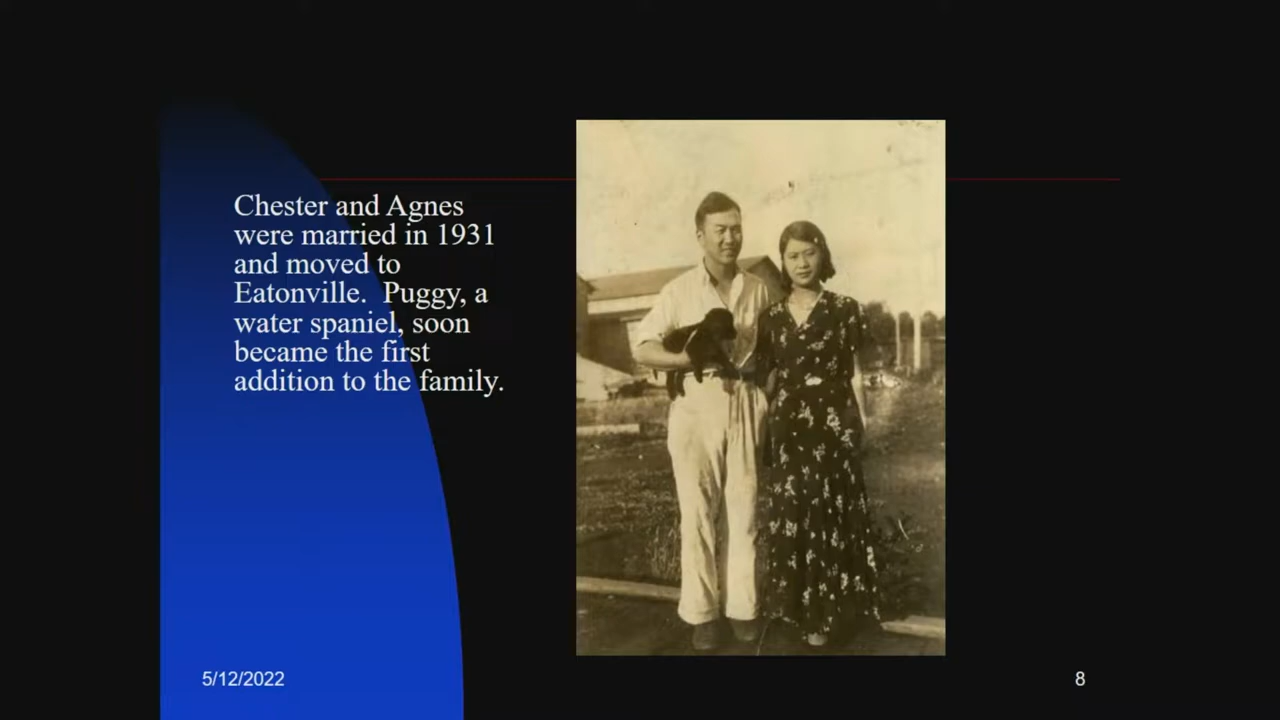 Chester and Agnes
were married in 1931
and moved to
Eatonville.  Puggy, a
water spaniel, soon
became the first
addition to the family.
5/12/2022
8